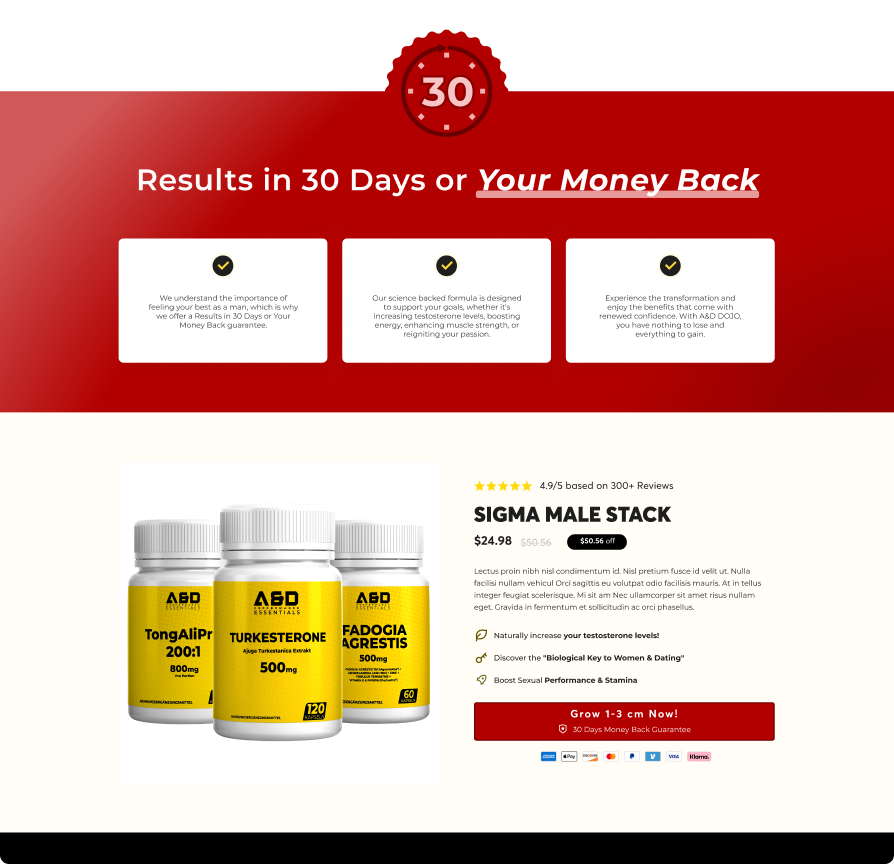 30
Results in 30 Days or Your Money Back
We understand the importance of
feeling your best as a man, which is why
we offer a Results in 30 Days or Your
Money Back guarantee.
Our science backed formula is designed
to support your goals, whether it's
increasing testosterone levels, boosting
energy, enhancing muscle strength, or
reigniting your passion.
Experience the transformation and
enjoy the benefits that come with
renewed confidence. With A&D DOJO,
you have nothing to lose and
everything to gain.
A&D
ESSENTIALS
TongAliPr
200:1
800mg
Pro Portion
A&D
PERFORMANCE
ESSENTIALS
TURKESTERONE
Ajuga Turkestanica Extrakt
500mg
120
KAPSELN
A&D
ESSENTIALS
FADOGIA
AGRESTIS
500mg
60
KAPSELN
4.9/5 based on 300+ Reviews
SIGMA MALE STACK
$24.98 $50.56 $50.56 off
Lectus proin nibh nisl condimentum id. Nisl pretium fusce id velit ut. Nulla
facilisi nullam vehicul Orci sagittis eu volutpat odio facilisis mauris. At in tellus
integer feugiat scelerisque. Mi sit am Nec ullamcorper sit amet risus nullam
eget. Gravida in fermentum et sollicitudin ac orci phasellus.
Naturally increase your testosterone levels!
Discover the "Biological Key to Women & Dating"
Boost Sexual Performance & Stamina
Grow 1-3 cm Now!
30 Days Money Back Guarantee
Pay DISCOVER VISA Klarna.